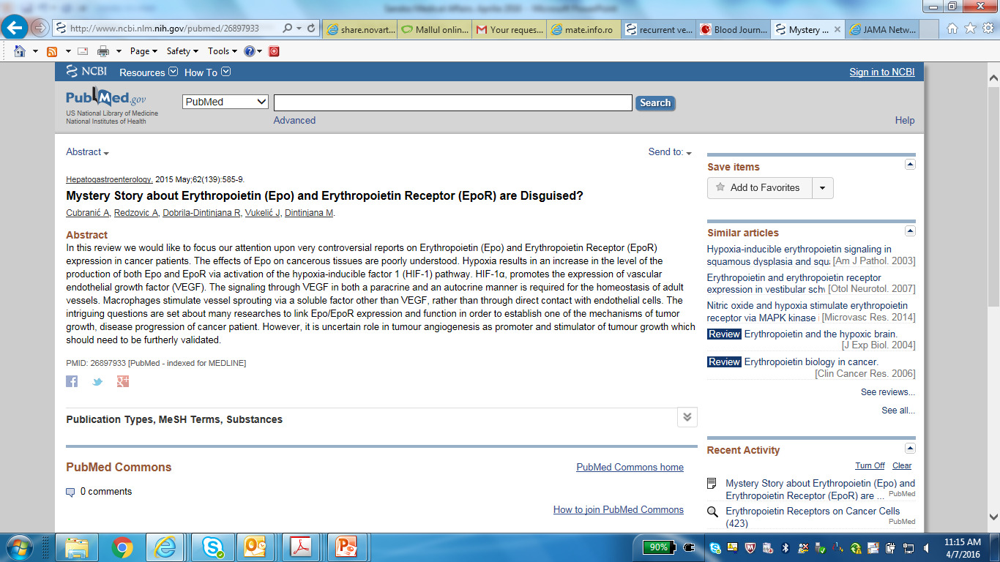 Sandoz Medical Affairs, Aprilie 2016 - Microsoft PowerPoint
http://www.ncbi.nlm.nih.gov/pubmed/26897933
share.novart...
Mallul onlin...
Your reques...
mate.info.ro
recurrent ve...
Blood Journ...
Mystery ...
JAMA Netw...
Page
Safety
Tools
NCBI Resources How To
Sign in to NCBI
PubMed.gov
US National Library of Medicine
National Institutes of Health
PubMed
Search
Advanced
Help
Abstract
Send to:
Hepatogastroenterology. 2015 May;62(139):585-9.
Mystery Story about Erythropoietin (Epo) and Erythropoietin Receptor (EpoR) are Disguised?
Cubranić A, Redzovic A, Dobrila-Dintinjana R, Vukelić J, Dintinjana M.
Abstract
In this review we would like to focus our attention upon very controversial reports on Erythropoietin (Epo) and Erythropoietin Receptor (EpoR)
expression in cancer patients. The effects of Epo on cancerous tissues are poorly understood. Hypoxia results in an increase in the level of the
production of both Epo and EpoR via activation of the hypoxia-inducible factor 1 (HIF-1) pathway. HIF-1α, promotes the expression of vascular
endothelial growth factor (VEGF). The signaling through VEGF in both a paracrine and an autocrine manner is required for the homeostasis of adult
vessels. Macrophages stimulate vessel sprouting via a soluble factor other than VEGF, rather than through direct contact with endothelial cells. The
intriguing questions are set about many researches to link Epo/EpoR expression and function in order to establish one of the mechanisms of tumor
growth, disease progression of cancer patient. However, it is uncertain role in tumour angiogenesis as promoter and stimulator of tumour growth which
should need to be furtherly validated.
PMID: 26897933 [PubMed - indexed for MEDLINE]
Publication Types, MeSH Terms, Substances
PubMed Commons
PubMed Commons home
0 comments
How to join PubMed Commons
Save items
Add to Favorites
Similar articles
Hypoxia-inducible erythropoietin signaling in
squamous dysplasia and squa [Am J Pathol. 2003]
Erythropoietin and erythropoietin receptor
expression in vestibular schw [Otol Neurotol. 2007]
Nitric oxide and hypoxia stimulate erythropoietin
receptor via MAPK kinase [Microvasc Res. 2014]
Review Erythropoietin and the hypoxic brain.
[J Exp Biol. 2004]
Review Erythropoietin biology in cancer.
[Clin Cancer Res. 2006]
See reviews...
See all...
Recent Activity
Turn Off Clear
Mystery Story about Erythropoietin (Epo) and
Erythropoietin Receptor (EpoR) are ... PubMed
Erythropoietin Receptors on Cancer Cells
(423) PubMed
90%
11:15 AM
4/7/2016